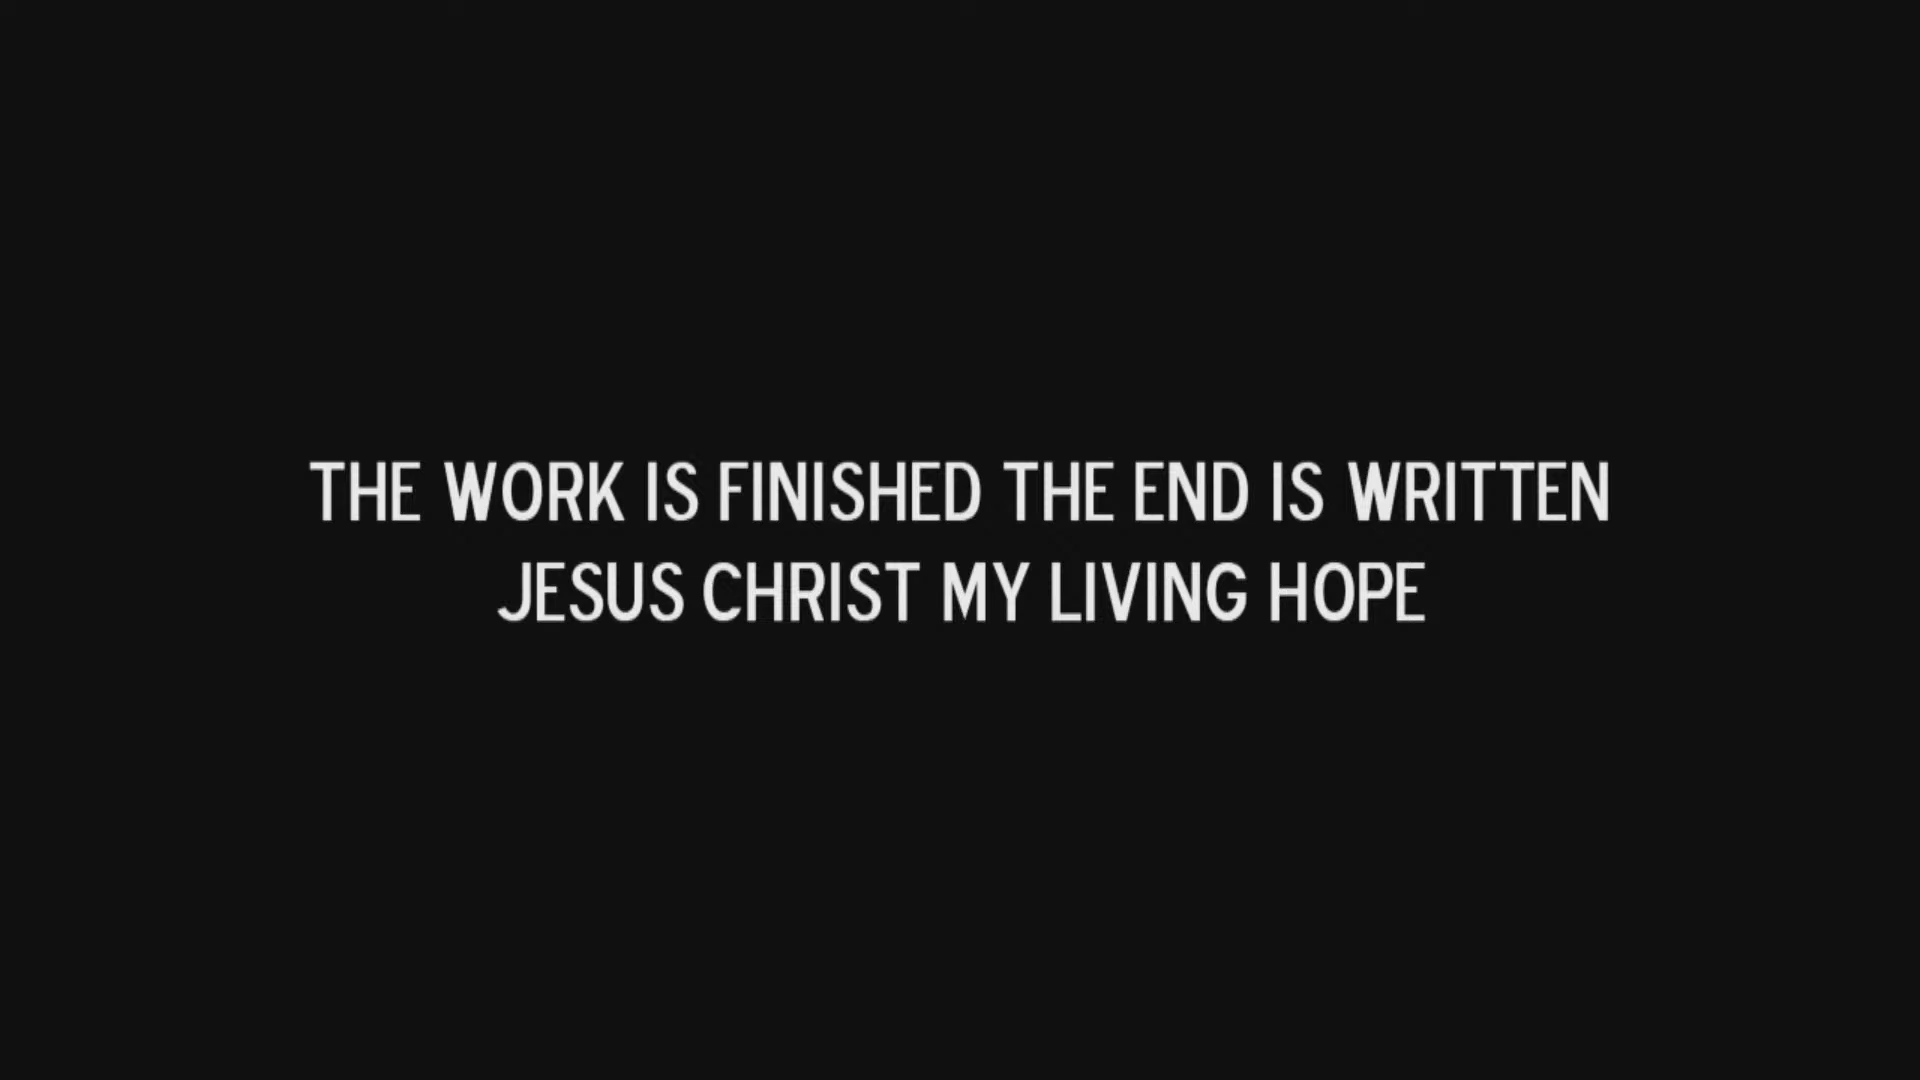 THE WORK IS FINISHED THE END IS WRITTEN
JESUS CHRIST MY LIVING HOPE